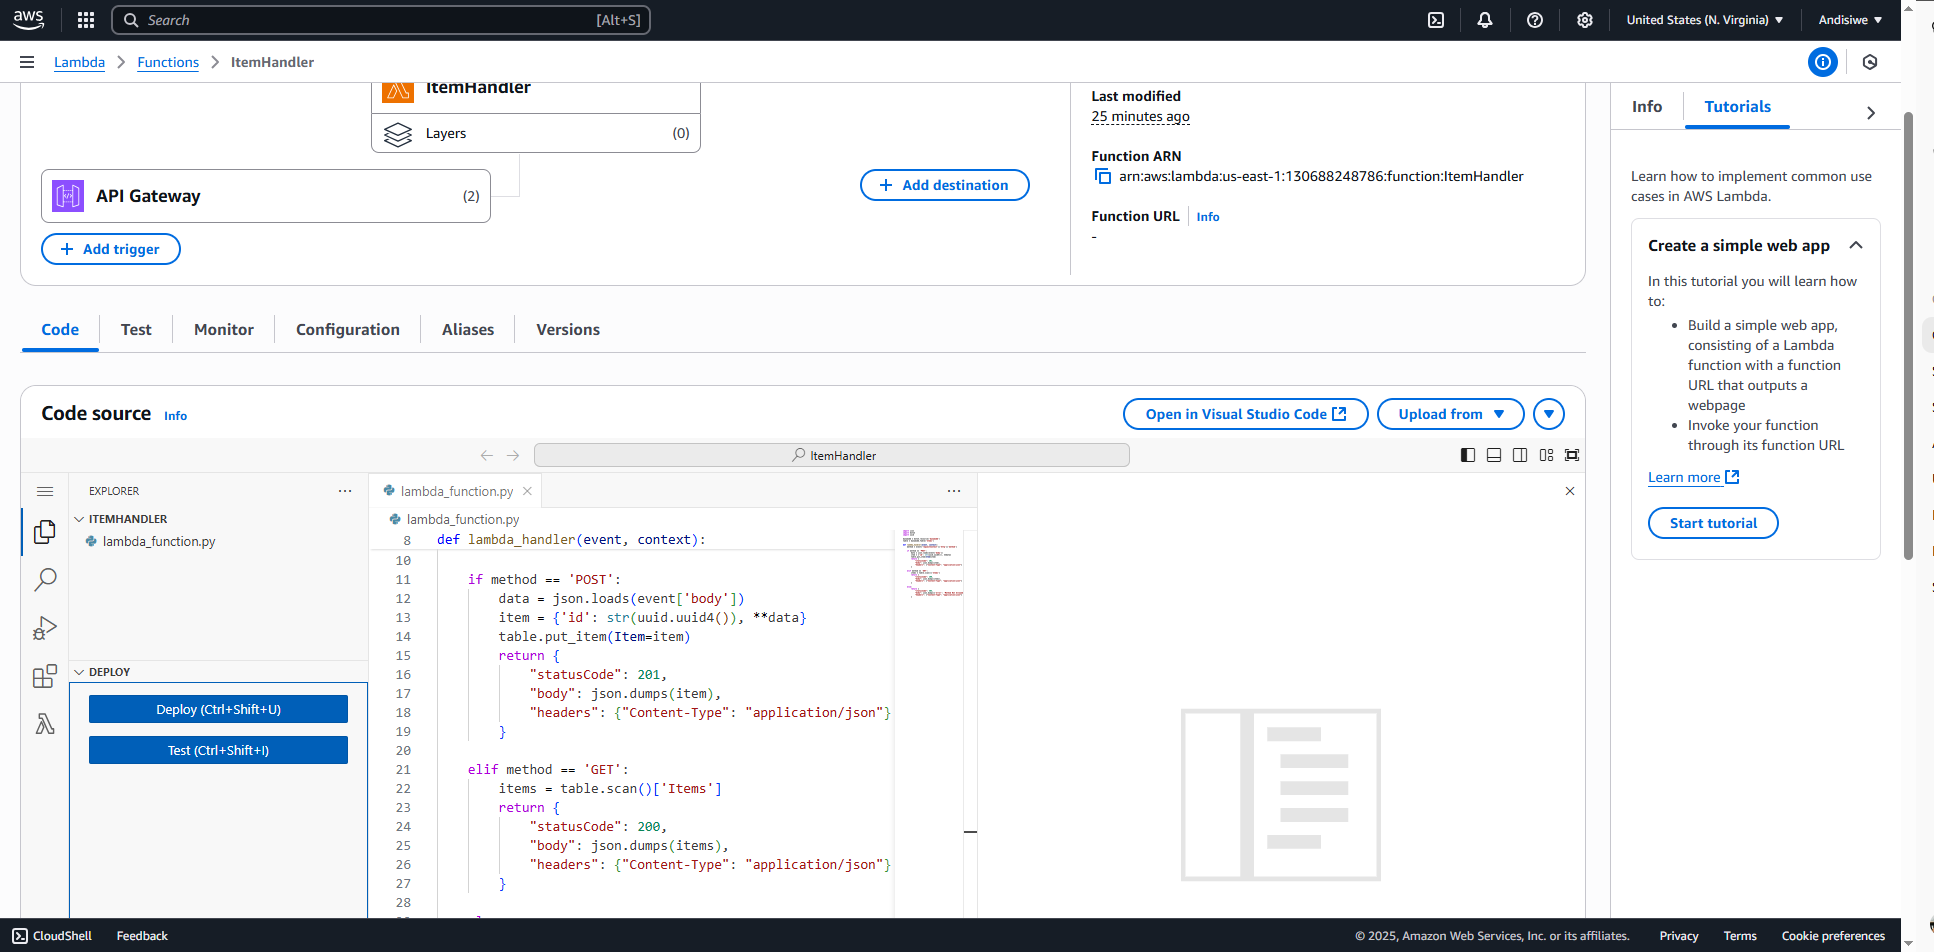 aws
Search
[Alt+S]
United States (N. Virginia)
Andisiwe
Lambda
Functions
ItemHandler
ItemHandler
Layers
(0)
API Gateway
(2)
Add trigger
Add destination
Last modified
25 minutes ago
Function ARN
arn:aws:lambda:us-east-1:130688248786:function:ItemHandler
Function URL
Info
-
Code
Test
Monitor
Configuration
Aliases
Versions
Code source
Info
Open in Visual Studio Code
Upload from
ItemHandler
EXPLORER
ITEMHANDLER
lambda_function.py
DEPLOY
Deploy (Ctrl+Shift+U)
Test (Ctrl+Shift+I)
lambda_function.py
lambda_function.py
8 def lambda_handler(event, context):
10
11 if method == 'POST':
12 data = json.loads(event['body'])
13 item = {'id': str(uuid.uuid4()), **data}
14 table.put_item(Item=item)
15 return {
16 "statusCode": 201,
17 "body": json.dumps(item),
18 "headers": {"Content-Type": "application/json"}
19 }
20
21 elif method == 'GET':
22 items = table.scan()['Items']
23 return {
24 "statusCode": 200,
25 "body": json.dumps(items),
26 "headers": {"Content-Type": "application/json"}
27 }
28
Info
Tutorials
Learn how to implement common use
cases in AWS Lambda.
Create a simple web app
In this tutorial you will learn how
to:
• Build a simple web app,
consisting of a Lambda
function with a function
URL that outputs a
webpage
• Invoke your function
through its function URL
Learn more
Start tutorial
CloudShell
Feedback
© 2025, Amazon Web Services, Inc. or its affiliates.
Privacy
Terms
Cookie preferences